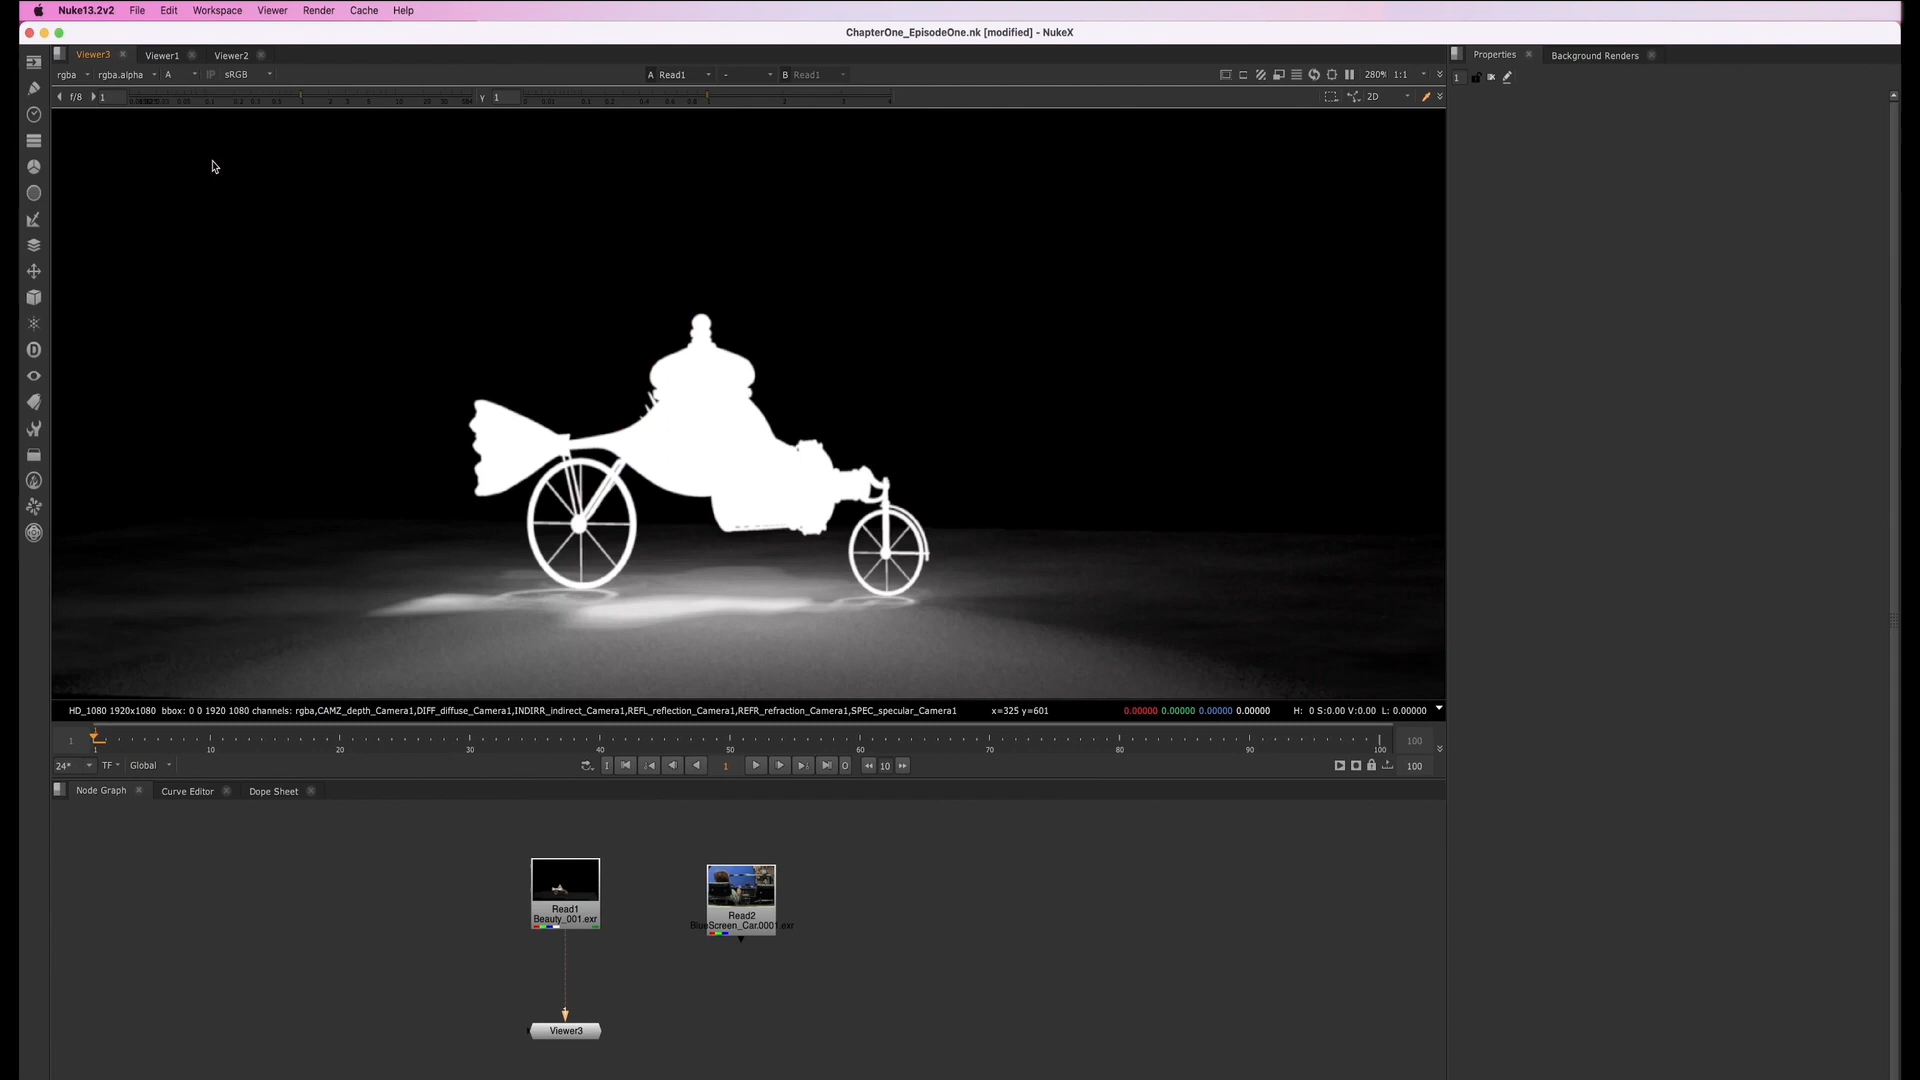 Nuke13.2v2 File Edit Workspace Viewer Render Cache Help
ChapterOne_EpisodeOne.nk [modified] - NukeX
Viewer3 Viewer1 Viewer2
Properties Background Renders
rgba rgba.alpha A IP sRGB A Read1 - B Read1 280% 1:1
1
f/8 1 Y 1 2D
HD_1080 1920x1080 bbox: 0 0 1920 1080 channels: rgba,CAMZ_depth_Camera1,DIFF_diffuse_Camera1,INDIRR_indirect_Camera1,REFL_reflection_Camera1,REFR_refraction_Camera1,SPEC_specular_Camera1 x=325 y=601 0.00000 0.00000 0.00000 0.00000 H: 0 S:0.00 V:0.00 L: 0.00000
1 100
1 10 20 30 40 50 60 70 80 90 100
24* TF Global I 1 O 10 100
Node Graph Curve Editor Dope Sheet
Read1
Beauty_001.exr
Read2
BlueScreen_Car.0001.exr
Viewer3